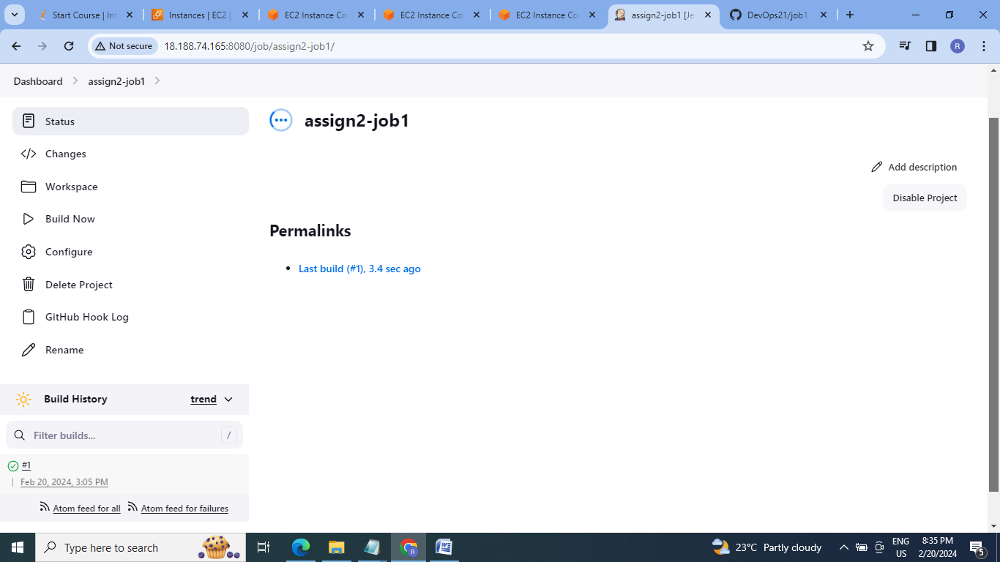 Start Course | Int
Instances | EC2 |
EC2 Instance Co
EC2 Instance Co
EC2 Instance Co
assign2-job1 [Je
DevOps21/job1
Not secure
18.188.74.165:8080/job/assign2-job1/
R
Dashboard
assign2-job1
Status
Changes
Workspace
Build Now
Configure
Delete Project
GitHub Hook Log
Rename
Build History
trend
Filter builds...
/
#1
Feb 20, 2024, 3:05 PM
Atom feed for all
Atom feed for failures
assign2-job1
Add description
Disable Project
Permalinks
Last build (#1), 3.4 sec ago
Type here to search
R
W
23°C Partly cloudy
ENG
US
8:35 PM
2/20/2024
5